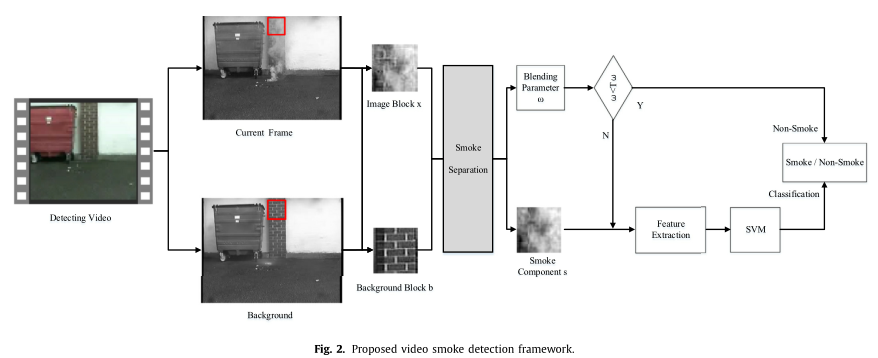 Detecting Video
Current Frame
Background
Image Block x
Background Block b
Smoke
Separation
Blending
Parameter
ω
ω<T
Y
N
Smoke
Component s
Feature
Extraction
SVM
Non-Smoke
Smoke / Non-Smoke
Classification
Fig. 2. Proposed video smoke detection framework.